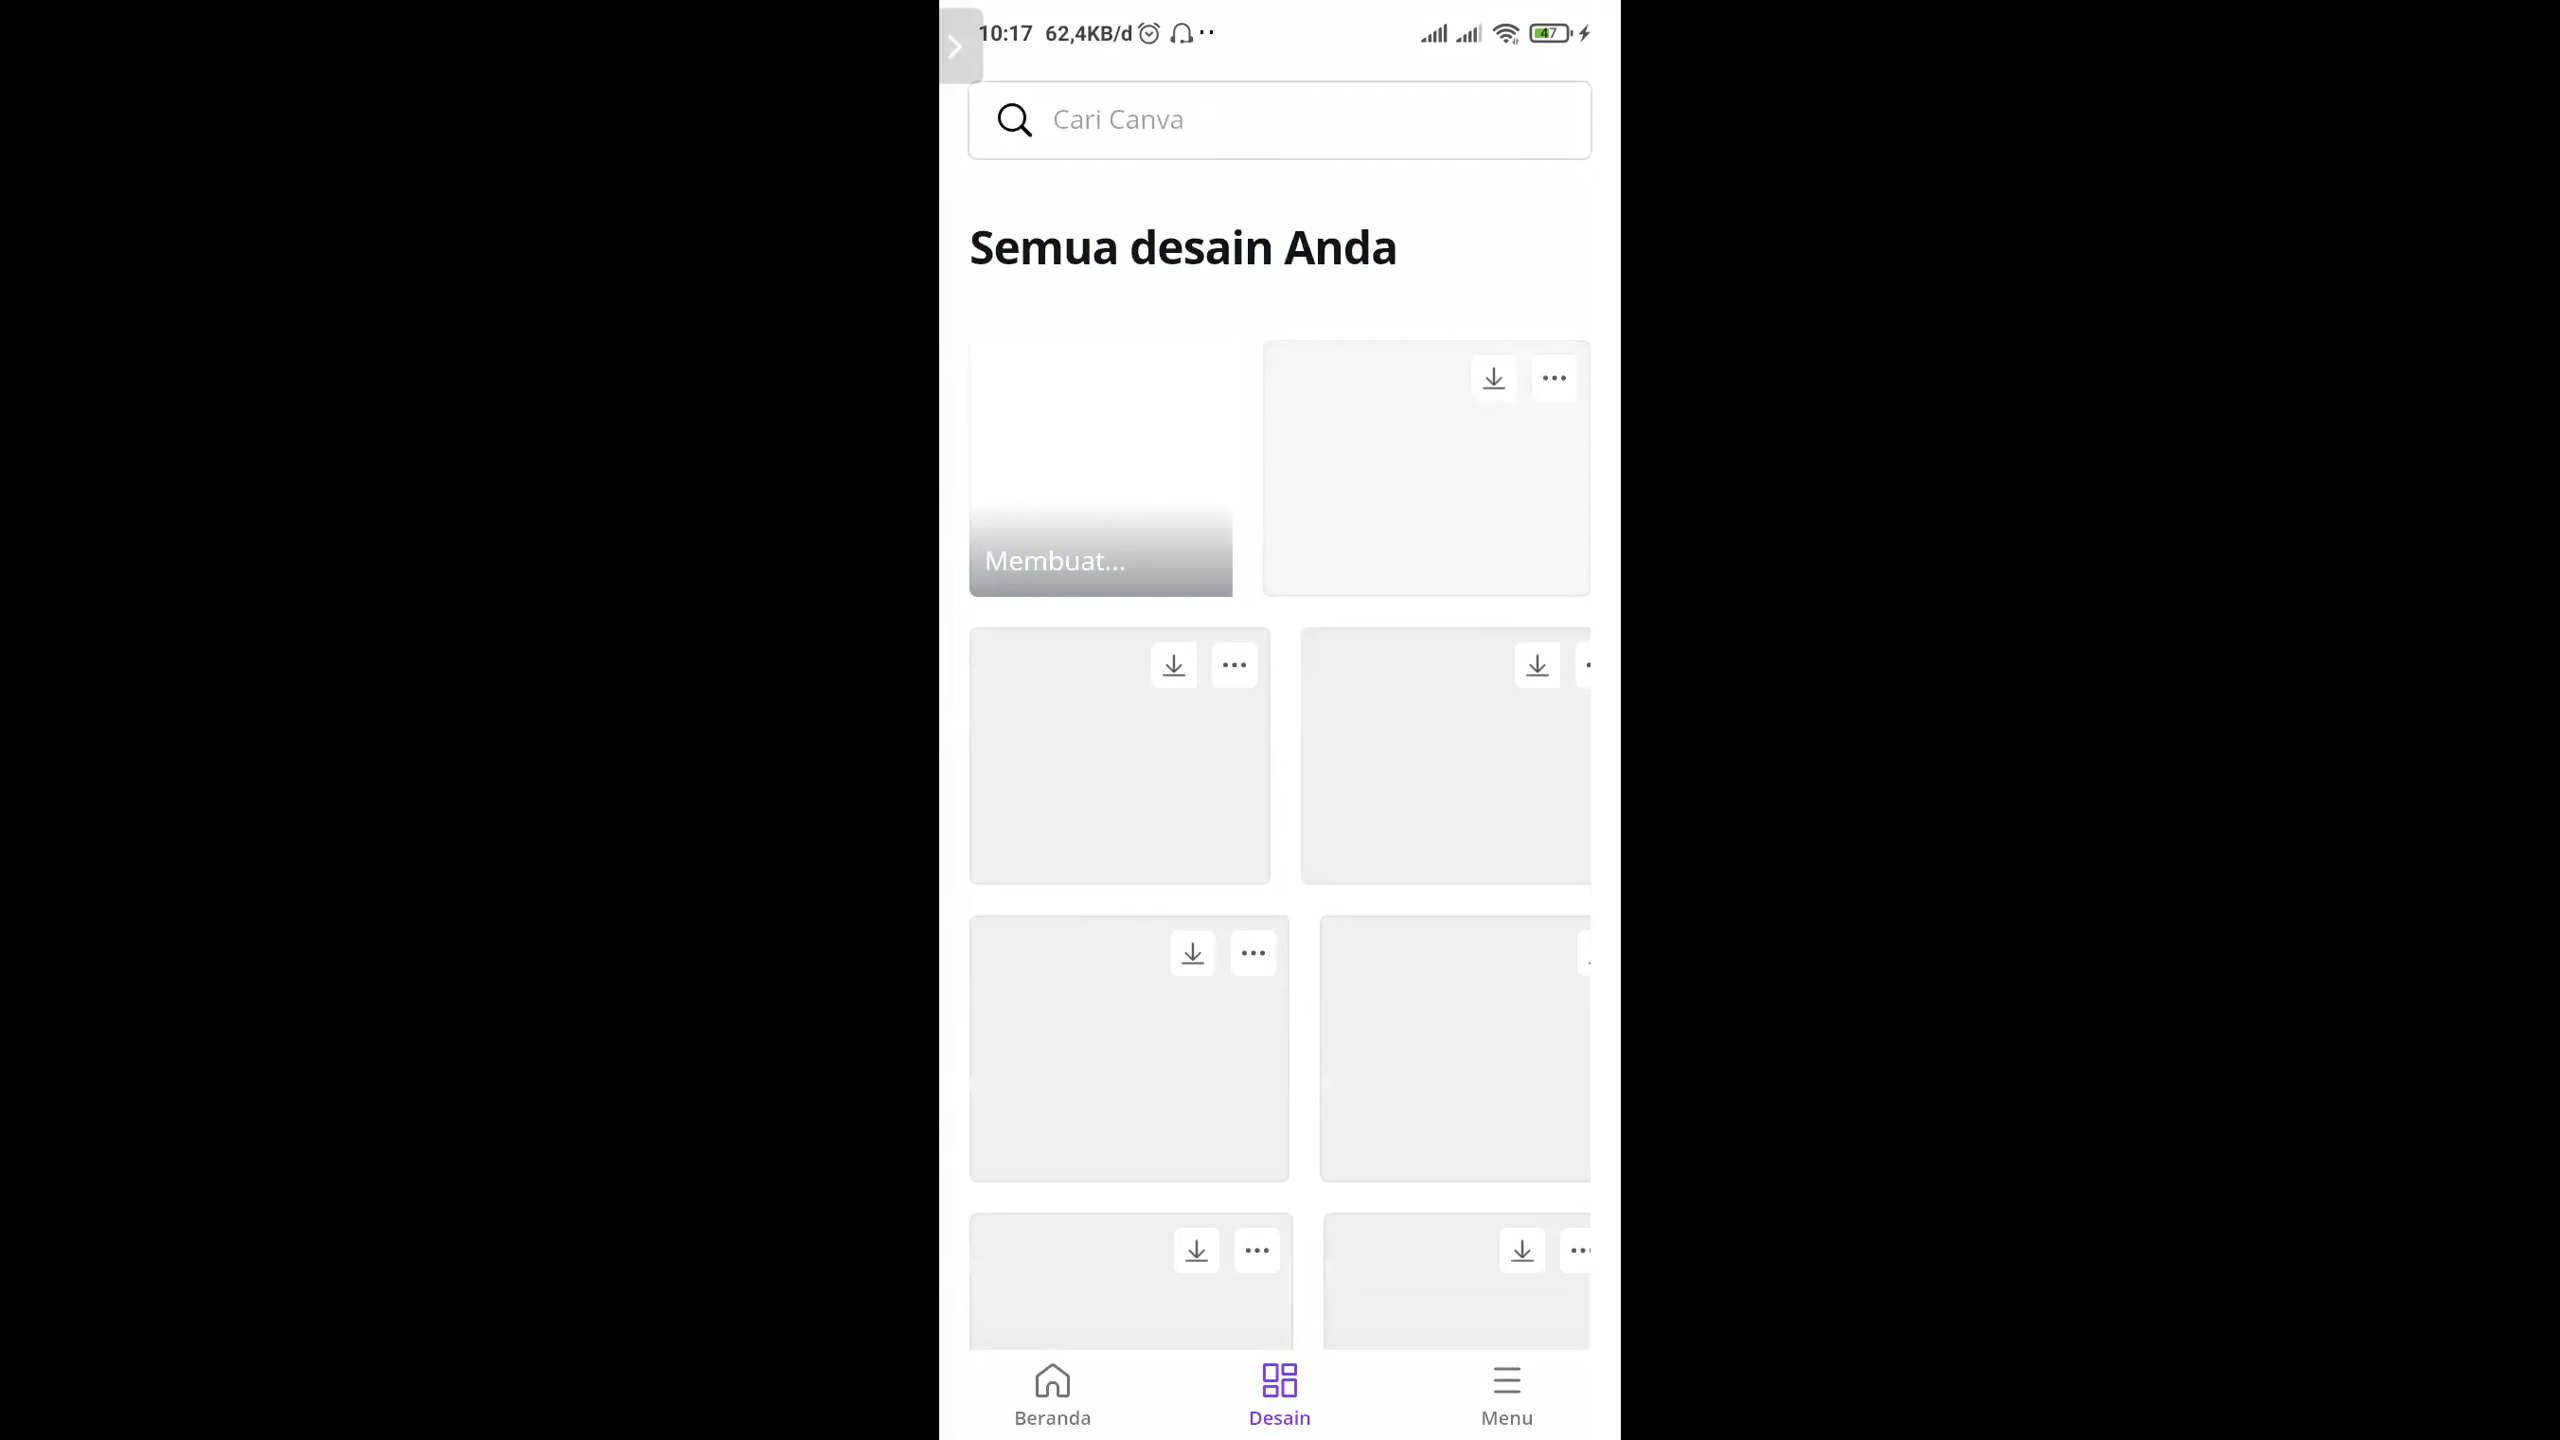 10:17 62,4KB/d
47
Cari Canva
Semua desain Anda
Membuat...
Beranda
Desain
Menu